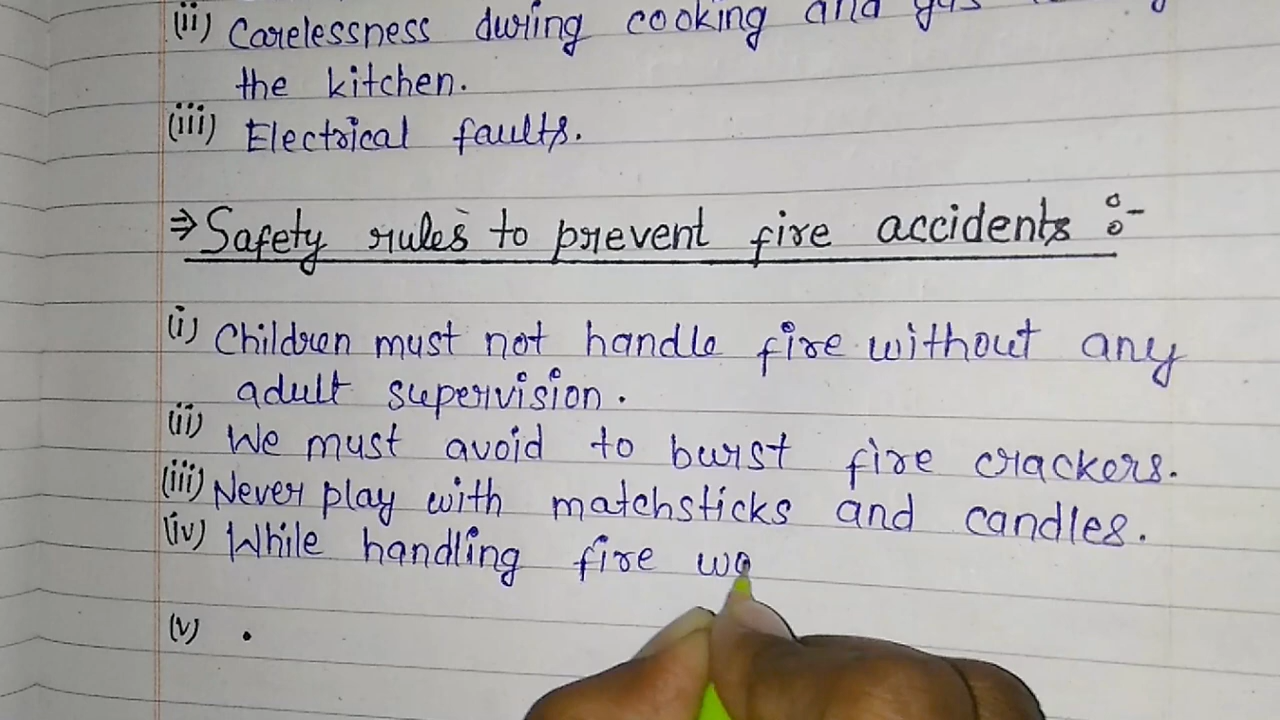 (ii) Carelessness during cooking and gas
the kitchen.
(iii) Electrical faults.
⇒ Safety rules to prevent fire accidents :-
(i) Children must not handle fire without any
adult supervision.
(ii) We must avoid to burst fire crackers.
(iii) Never play with matchsticks and candles.
(iv) While handling fire we
(v) .